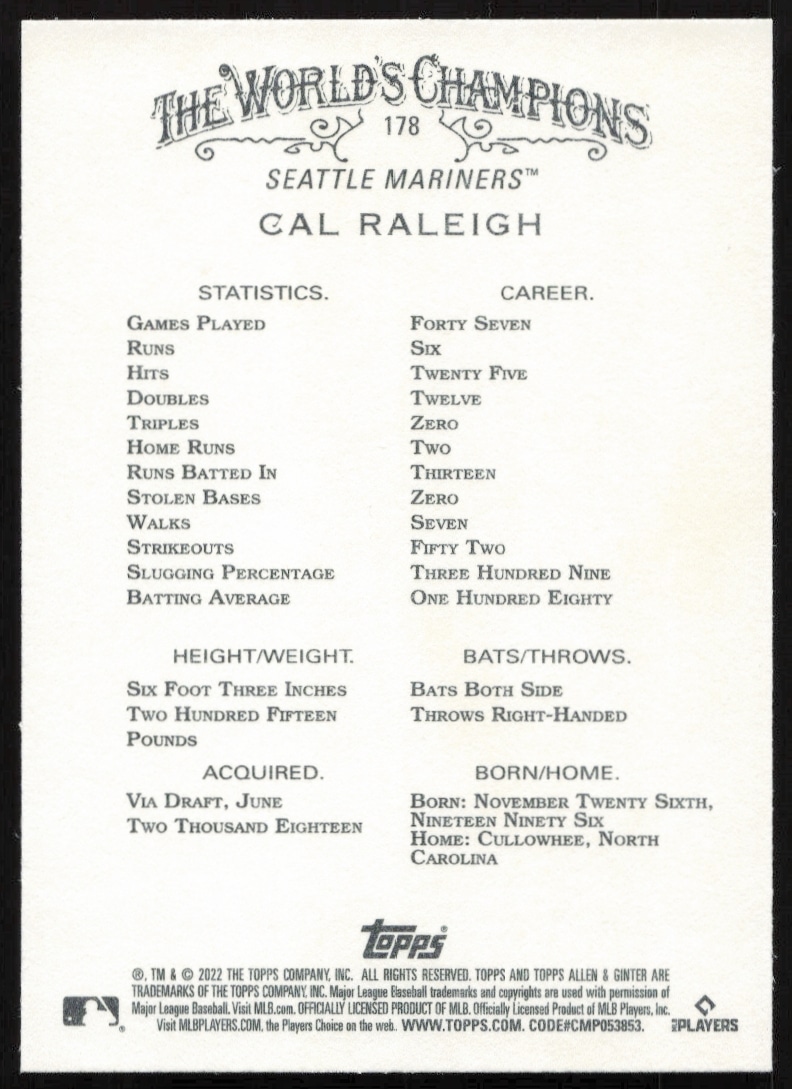 THE WORLD'S CHAMPIONS
178
SEATTLE MARINERS™
CAL RALEIGH
STATISTICS. CAREER.
GAMES PLAYED FORTY SEVEN
RUNS SIX
HITS TWENTY FIVE
DOUBLES TWELVE
TRIPLES ZERO
HOME RUNS TWO
RUNS BATTED IN THIRTEEN
STOLEN BASES ZERO
WALKS SEVEN
STRIKEOUTS FIFTY TWO
SLUGGING PERCENTAGE THREE HUNDRED NINE
BATTING AVERAGE ONE HUNDRED EIGHTY
HEIGHT/WEIGHT.
SIX FOOT THREE INCHES
TWO HUNDRED FIFTEEN
POUNDS
BATS/THROWS.
BATS BOTH SIDE
THROWS RIGHT-HANDED
ACQUIRED.
VIA DRAFT, JUNE
TWO THOUSAND EIGHTEEN
BORN/HOME.
BORN: NOVEMBER TWENTY SIXTH,
NINETEEN NINETY SIX
HOME: CULLOWHEE, NORTH
CAROLINA
topps®
®, TM & © 2022 THE TOPPS COMPANY, INC. ALL RIGHTS RESERVED. TOPPS AND TOPPS ALLEN & GINTER ARE
TRADEMARKS OF THE TOPPS COMPANY, INC. Major League Baseball trademarks and copyrights are used with permission of
Major League Baseball. Visit MLB.com. OFFICIALLY LICENSED PRODUCT OF MLB. Officially Licensed Product of MLB Players, Inc.
Visit MLBPLAYERS.COM, the Players Choice on the web. WWW.TOPPS.COM. CODE#CMP053853.
MLB PLAYERS